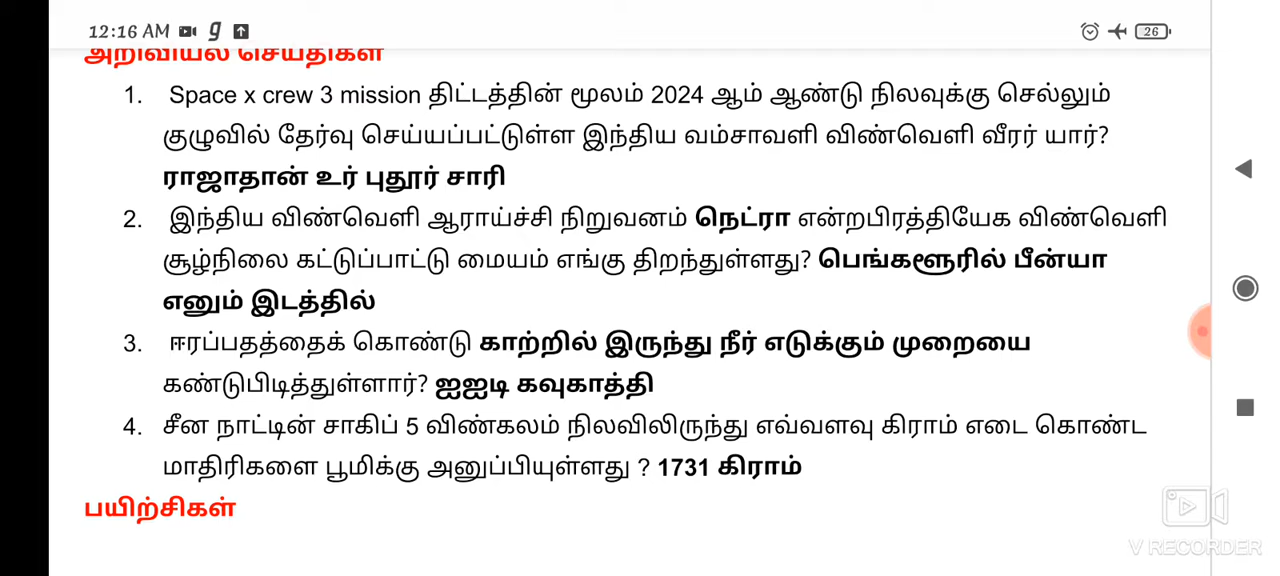 12:16 AM g 26
அறிவியல் செய்திகள்
1. Space x crew 3 mission திட்டத்தின் மூலம் 2024 ஆம் ஆண்டு நிலவுக்கு செல்லும்
குழுவில் தேர்வு செய்யப்பட்டுள்ள இந்திய வம்சாவளி விண்வெளி வீரர் யார்?
ராஜாதான் உர் புதூர் சாரி
2. இந்திய விண்வெளி ஆராய்ச்சி நிறுவனம் நெட்ரா என்றபிரத்தியேக விண்வெளி
சூழ்நிலை கட்டுப்பாட்டு மையம் எங்கு திறந்துள்ளது? பெங்களூரில் பீன்யா
எனும் இடத்தில்
3. ஈரப்பதத்தைக் கொண்டு காற்றில் இருந்து நீர் எடுக்கும் முறையை
கண்டுபிடித்துள்ளார்? ஐஐடி கவுகாத்தி
4. சீன நாட்டின் சாகிப் 5 விண்கலம் நிலவிலிருந்து எவ்வளவு கிராம் எடை கொண்ட
மாதிரிகளை பூமிக்கு அனுப்பியுள்ளது ? 1731 கிராம்
பயிற்சிகள்
V RECORDER